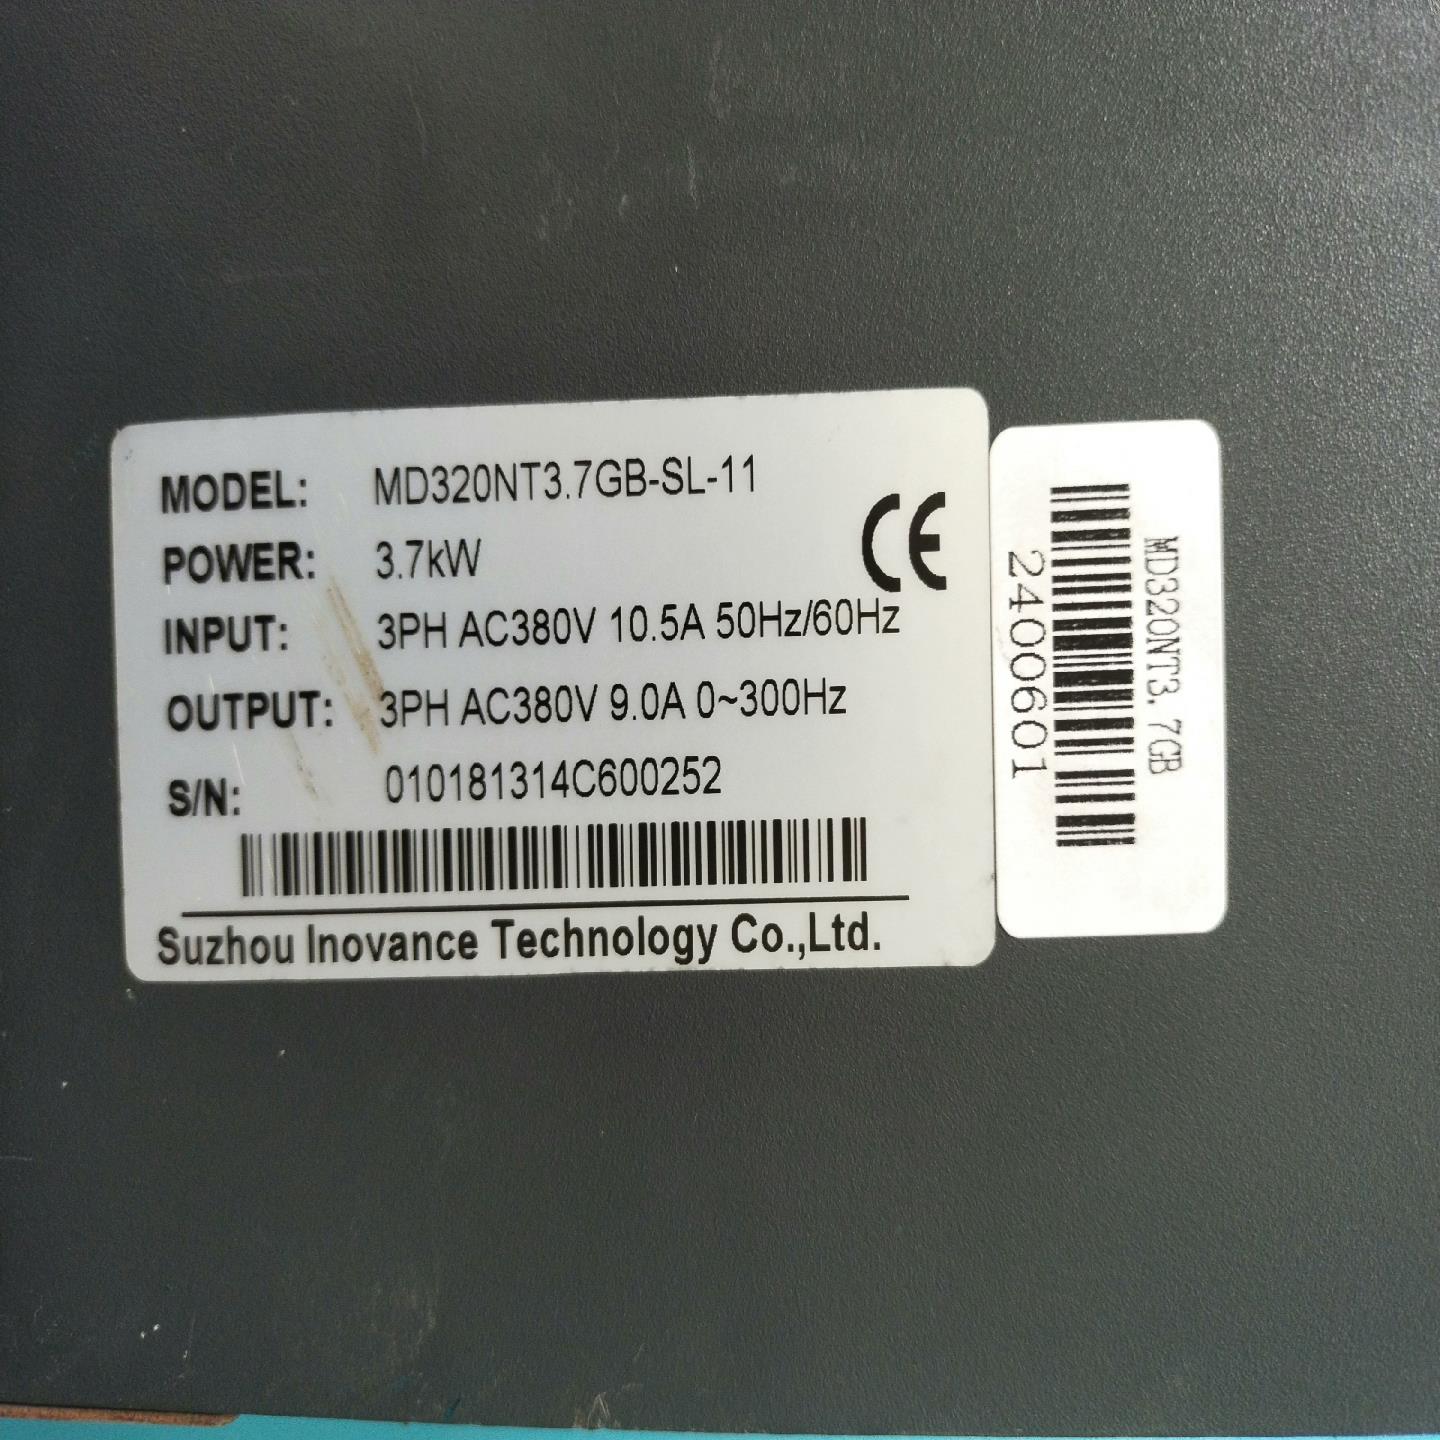 MODEL: MD320NT3.7GB-SL-11
POWER: 3.7kW
CE
INPUT: 3PH AC380V 10.5A 50Hz/60Hz
OUTPUT: 3PH AC380V 9.0A 0~300Hz
S/N: 010181314C600252
Suzhou Inovance Technology Co.,Ltd.
MD320NT3.7GB
2400601